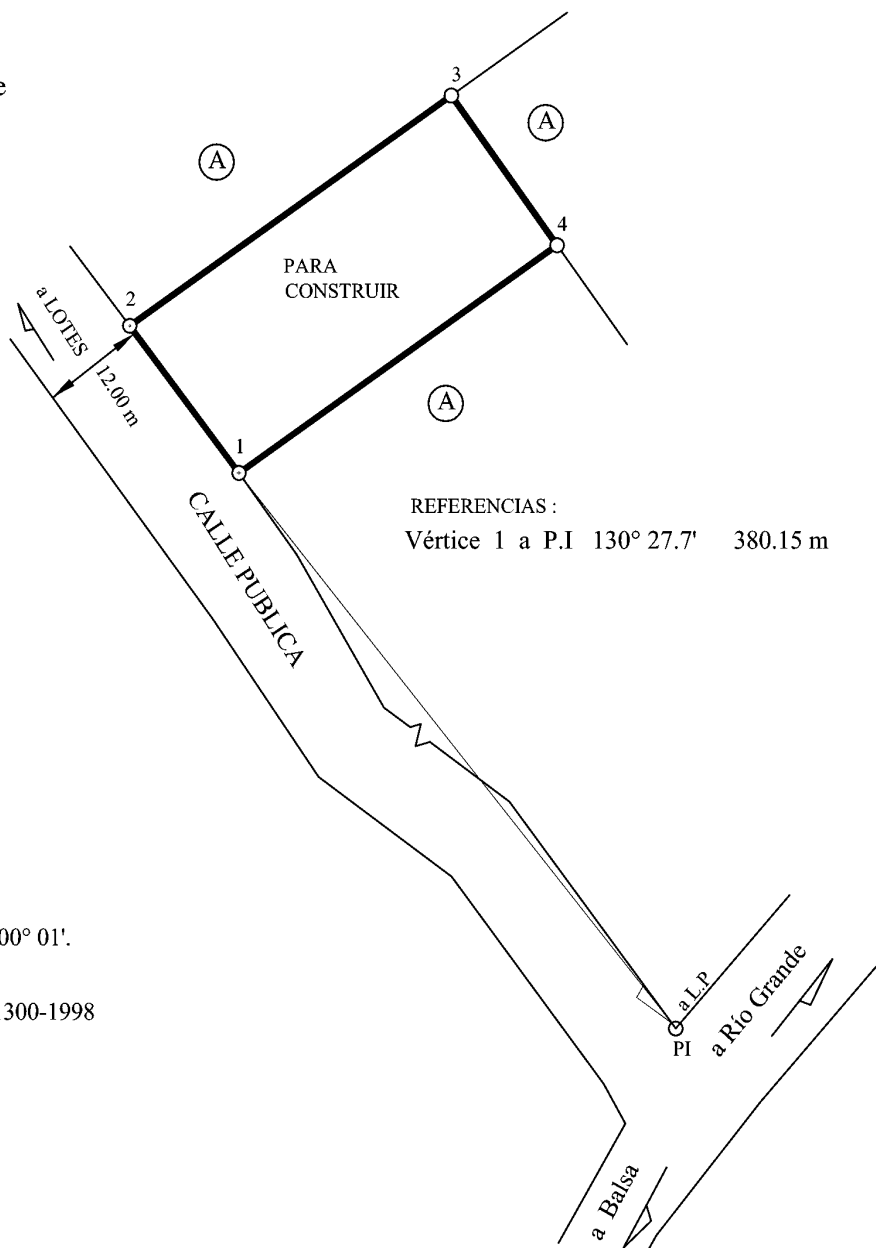 3
e
A
A
4
PARA
CONSTRUIR
2
a LOTES
12.00 m
A
1
REFERENCIAS :
Vértice 1 a P.I 130° 27.7' 380.15 m
CALLE PUBLICA
00° 01'.
300-1998
a L.P
a Río Grande
PI
a Balsa